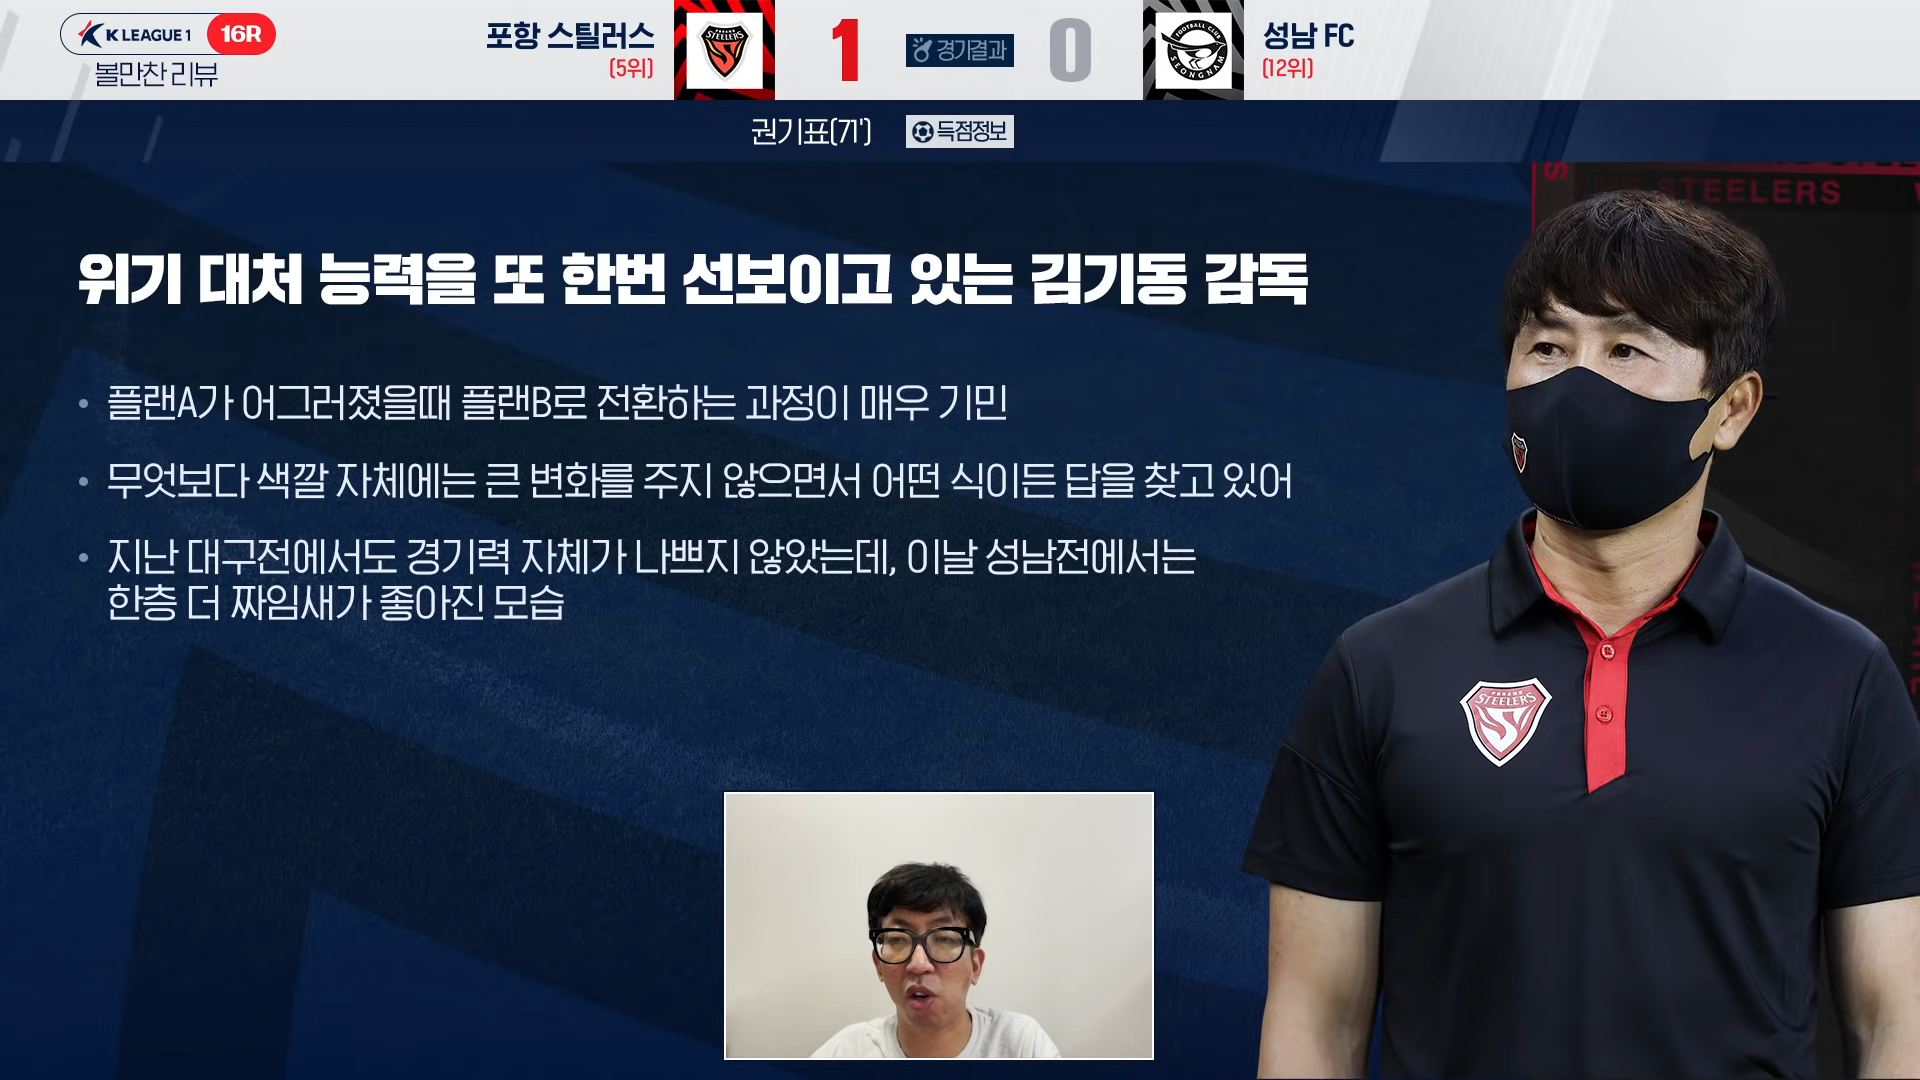 K LEAGUE 1 16R
볼만찬 리뷰
포항 스틸러스
(5위)
POHANG STEELERS
1
경기결과
0
FOOTBALL CLUB SEONGNAM
성남 FC
(12위)
권기표(71')
득점정보
STEELERS
위기 대처 능력을 또 한번 선보이고 있는 김기동 감독
• 플랜A가 어그러졌을때 플랜B로 전환하는 과정이 매우 기민
• 무엇보다 색깔 자체에는 큰 변화를 주지 않으면서 어떤 식이든 답을 찾고 있어
• 지난 대구전에서도 경기력 자체가 나쁘지 않았는데, 이날 성남전에서는
한층 더 짜임새가 좋아진 모습
POHANG STEELERS